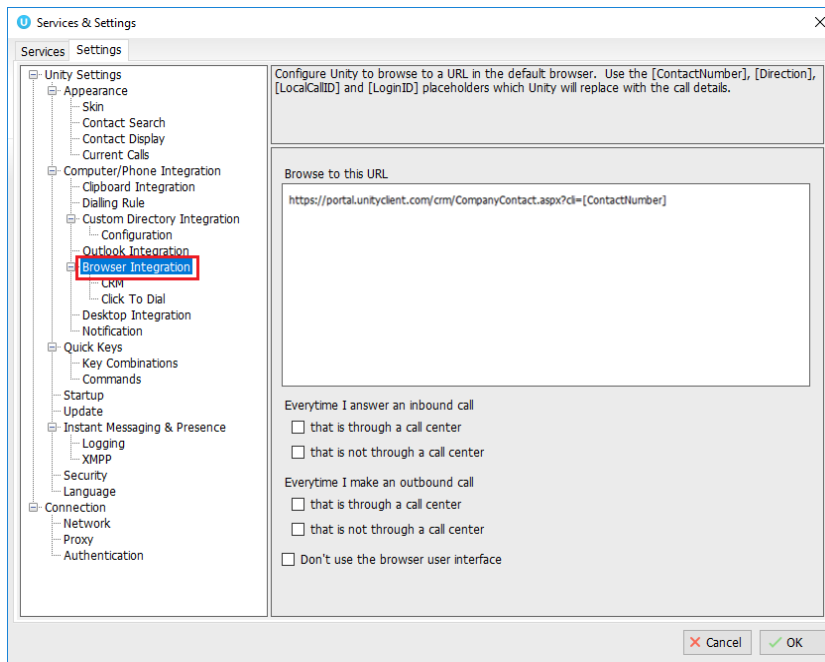 Services & Settings
Services Settings
Unity Settings
Appearance
Skin
Contact Search
Contact Display
Current Calls
Computer/Phone Integration
Clipboard Integration
Dialling Rule
Custom Directory Integration
Configuration
Outlook Integration
Browser Integration
CRM
Click To Dial
Desktop Integration
Notification
Quick Keys
Key Combinations
Commands
Startup
Update
Instant Messaging & Presence
Logging
XMPP
Security
Language
Connection
Network
Proxy
Authentication
Configure Unity to browse to a URL in the default browser. Use the [ContactNumber], [Direction],
[LocalCallID] and [LoginID] placeholders which Unity will replace with the call details.
Browse to this URL
https://portal.unityclient.com/crm/CompanyContact.aspx?cli=[ContactNumber]
Everytime I answer an inbound call
that is through a call center
that is not through a call center
Everytime I make an outbound call
that is through a call center
that is not through a call center
Don't use the browser user interface
Cancel OK